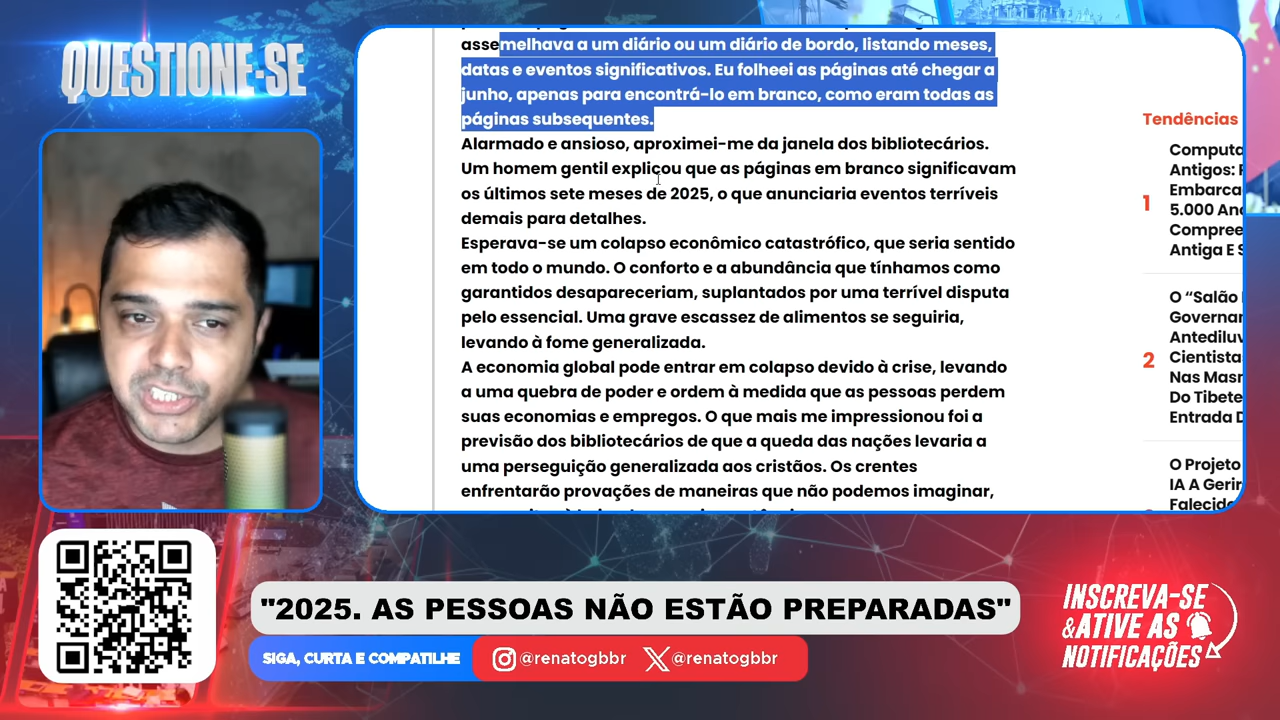 QUESTIONE-SE
assemelhava a um diário ou um diário de bordo, listando meses,
datas e eventos significativos. Eu folheei as páginas até chegar a
junho, apenas para encontrá-lo em branco, como eram todas as
páginas subsequentes.
Alarmado e ansioso, aproximei-me da janela dos bibliotecários.
Um homem gentil explicou que as páginas em branco significavam
os últimos sete meses de 2025, o que anunciaria eventos terríveis
demais para detalhes.
Esperava-se um colapso econômico catastrófico, que seria sentido
em todo o mundo. O conforto e a abundância que tínhamos como
garantidos desapareceriam, suplantados por uma terrível disputa
pelo essencial. Uma grave escassez de alimentos se seguiria,
levando à fome generalizada.
A economia global pode entrar em colapso devido à crise, levando
a uma quebra de poder e ordem à medida que as pessoas perdem
suas economias e empregos. O que mais me impressionou foi a
previsão dos bibliotecários de que a queda das nações levaria a
uma perseguição generalizada aos cristãos. Os crentes
enfrentarão provações de maneiras que não podemos imaginar,
Tendências
1
Antigos:
5.000
Antiga E
2
O "Salão
Nas
Do
O Projeto
IA A
"2025. AS PESSOAS NÃO ESTÃO PREPARADAS"
SIGA, CURTA E COMPATILHE
@renatogbbr
@renatogbbr
INSCREVA-SE
&ATIVE AS
NOTIFICAÇÕES